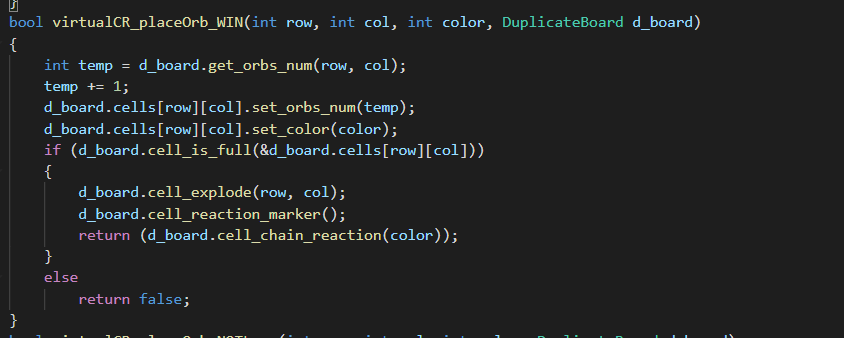 }
bool virtualCR_placeOrb_WIN(int row, int col, int color, DuplicateBoard d_board)
{
    int temp = d_board.get_orbs_num(row, col);
    temp += 1;
    d_board.cells[row][col].set_orbs_num(temp);
    d_board.cells[row][col].set_color(color);
    if (d_board.cell_is_full(&d_board.cells[row][col]))
    {
        d_board.cell_explode(row, col);
        d_board.cell_reaction_marker();
        return (d_board.cell_chain_reaction(color));
    }
    else
        return false;
}